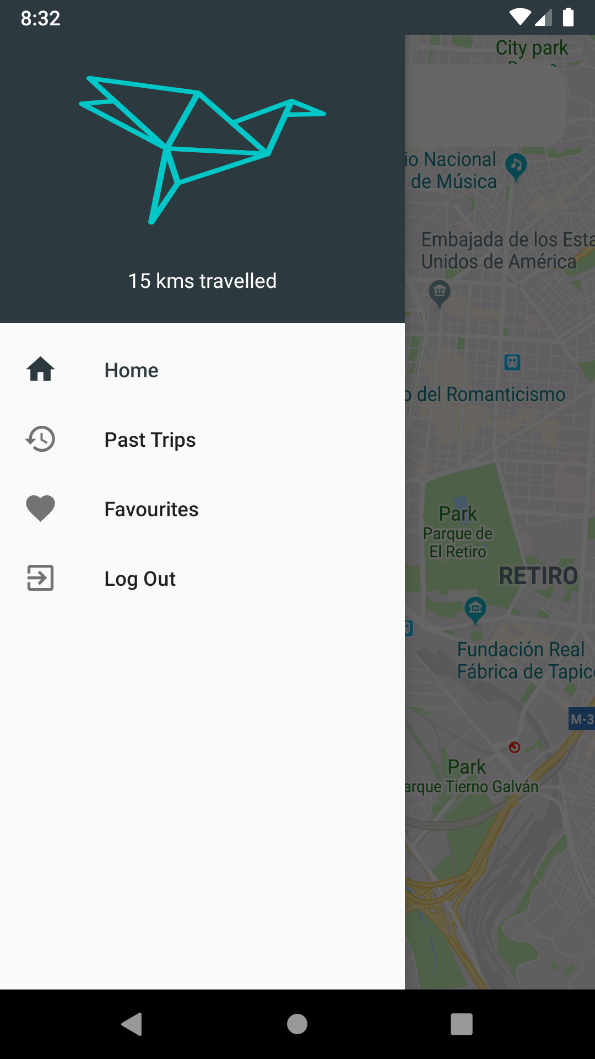 8:32
15 kms travelled
Home
Past Trips
Favourites
Log Out
City park
io Nacional
de Música
Embajada de los Esta
Unidos de América
o del Romanticismo
Park
Parque de
El Retiro
RETIRO
Fundación Real
Fábrica de Tapic
M-3
Park
arque Tierno Galván